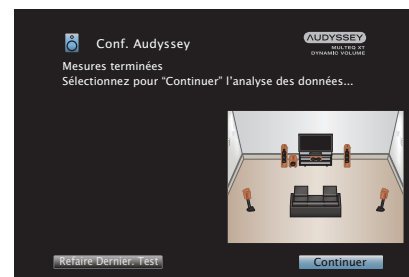 Conf. Audyssey
AUDYSSEY
MULTEQ XT
DYNAMIC VOLUME
Mesures terminées
Sélectionnez pour “Continuer” l’analyse des données...
Refaire Dernier. Test
Continuer